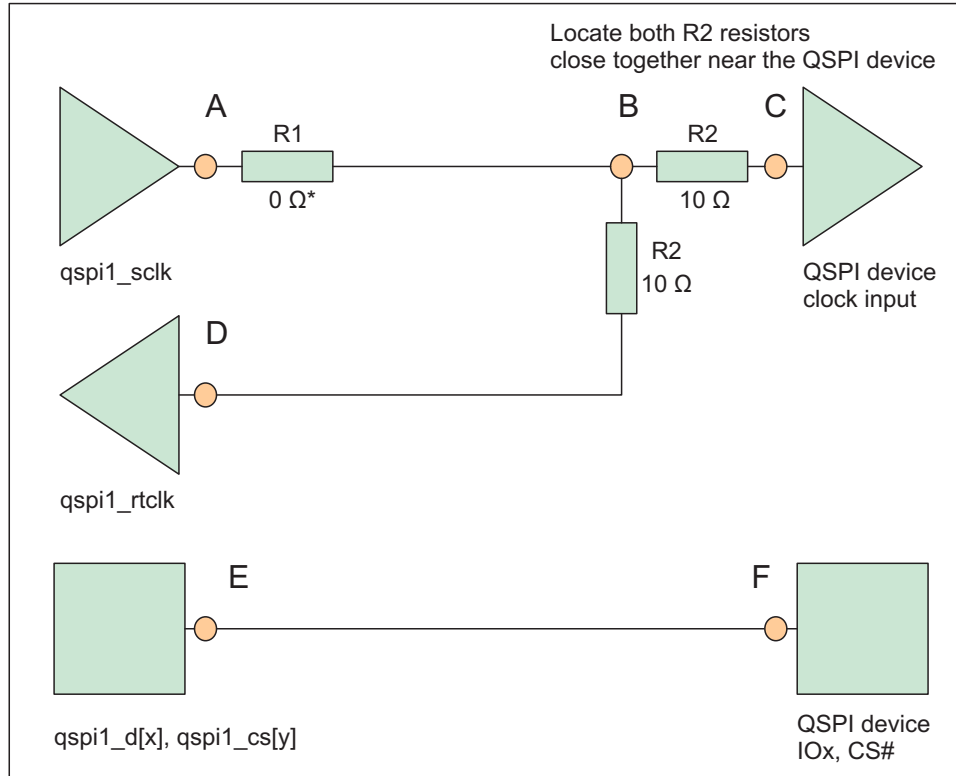 Locate both R2 resistors
close together near the QSPI device
A
R1
0 Ω*
B
R2
10 Ω
C
qspi1_sclk
R2
10 Ω
QSPI device
clock input
D
qspi1_rtclk
E
F
qspi1_d[x], qspi1_cs[y]
QSPI device
IOx, CS#